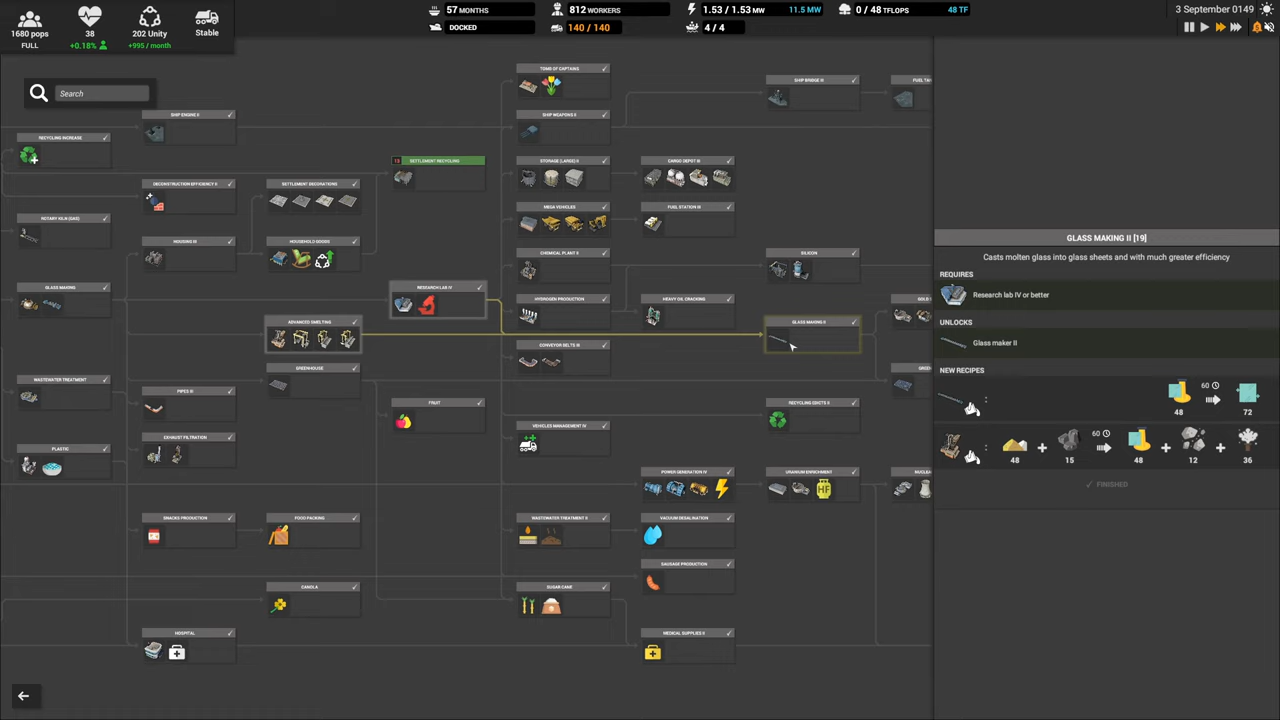 1680 pops
FULL
38
+0.18%
202 Unity
+995 / month
Stable
57 MONTHS
DOCKED
812 WORKERS
140 / 140
1.53 / 1.53 MW
11.5 MW
4 / 4
0 / 48 TFLOPS
48 TF
3 September 0149
Search
RECYCLING INCREASE
ROTARY KILN (GAS)
GLASS MAKING
WASTEWATER TREATMENT
PLASTIC
SHIP ENGINE II
DECONSTRUCTION EFFICIENCY II
HOUSING III
PIPES III
EXHAUST FILTRATION
SNACKS PRODUCTION
HOSPITAL
SETTLEMENT DECORATIONS
HOUSEHOLD GOODS
ADVANCED SMELTING
GREENHOUSE
FOOD PACKING
CANOLA
13
SETTLEMENT RECYCLING
RESEARCH LAB IV
FRUIT
TOMB OF CAPTAINS
SHIP WEAPONS II
STORAGE (LARGE) II
MEGA VEHICLES
CHEMICAL PLANT II
HYDROGEN PRODUCTION
CONVEYOR BELTS III
VEHICLES MANAGEMENT IV
WASTEWATER TREATMENT II
SUGAR CANE
CARGO DEPOT III
FUEL STATION III
HEAVY OIL CRACKING
POWER GENERATION IV
VACUUM DESALINATION
SAUSAGE PRODUCTION
MEDICAL SUPPLIES II
SHIP BRIDGE III
SILICON
GLASS MAKING II
RECYCLING EDICTS II
URANIUM ENRICHMENT
HF
FUEL TAN
GOLD
GREEN
NUCLEA
GLASS MAKING II [19]
Casts molten glass into glass sheets and with much greater efficiency
REQUIRES
Research lab IV or better
UNLOCKS
Glass maker II
NEW RECIPES
:
48
60
72
:
48
+
15
60
48
+
12
+
36
✓ FINISHED